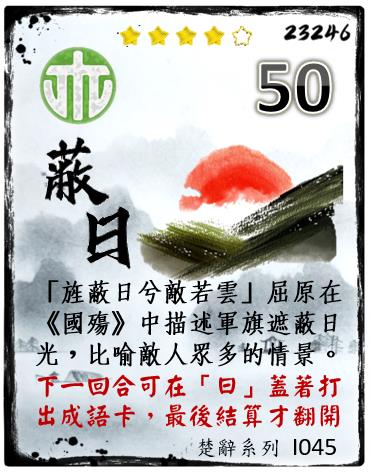 23246
50
蔽日
「旌蔽日兮敵若雲」屈原在
《國殤》中描述軍旗遮蔽日
光，比喻敵人眾多的情景。
下一回合可在「日」蓋著打
出成語卡，最後結算才翻開
楚辭系列 I045